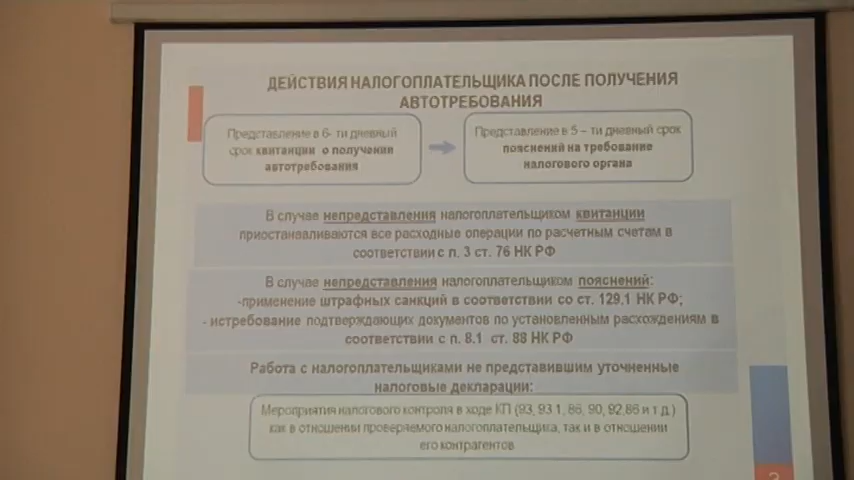 ДЕЙСТВИЯ НАЛОГОПЛАТЕЛЬЩИКА ПОСЛЕ ПОЛУЧЕНИЯ
АВТОТРЕБОВАНИЯ
Представление в 6- ти дневный
срок квитанции о получении
автотребования
Представление в 5 – ти дневный срок
пояснений на требование
налогового органа
В случае непредставления налогоплательщиком квитанции
приостанавливаются все расходные операции по расчетным счетам в
соответствии с п. 3 ст. 76 НК РФ
В случае непредставления налогоплательщиком пояснений:
-применение штрафных санкций в соответствии со ст. 129.1 НК РФ;
- истребование подтверждающих документов по установленным расхождениям в
соответствии с п. 8.1 ст. 88 НК РФ
Работа с налогоплательщиками не представившим уточненные
налоговые декларации:
Мероприятия налогового контроля в ходе КП (93, 93.1, 86, 90, 92,86 и т.д.)
как в отношении проверяемого налогоплательщика, так и в отношении
его контрагентов